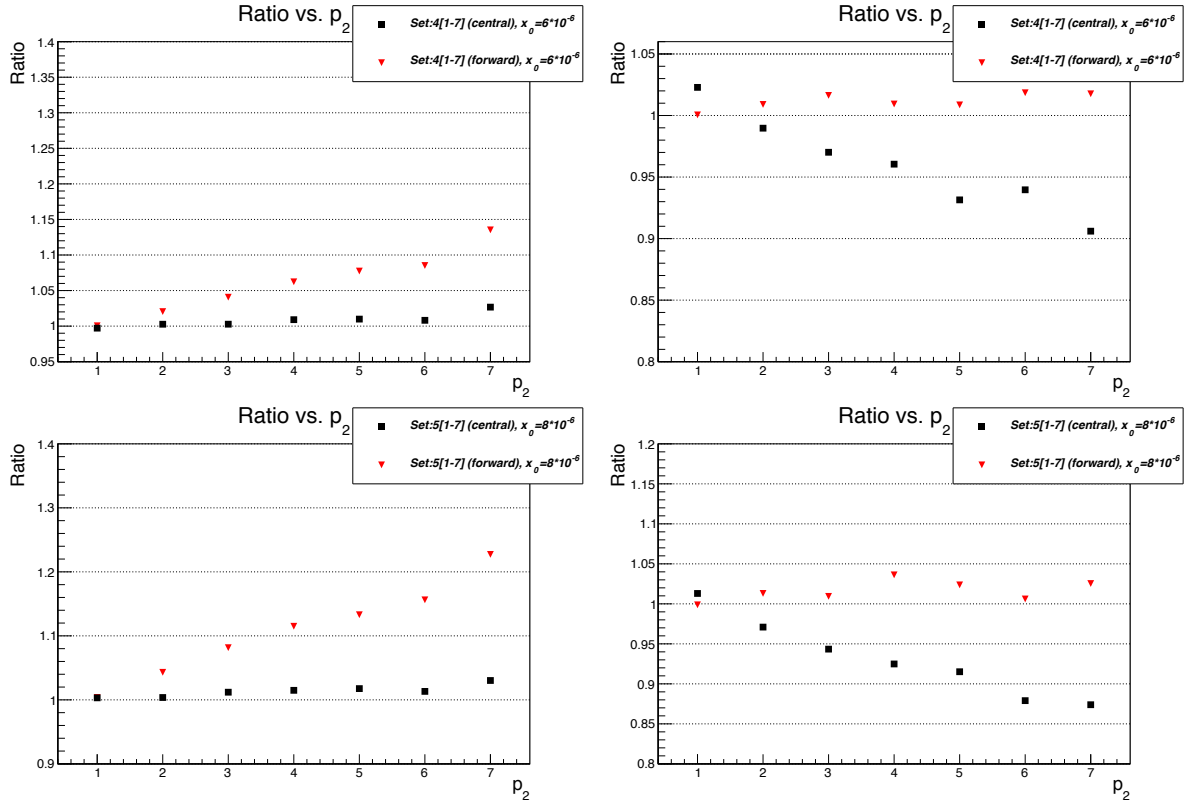 Ratio vs. p2
Set:4[1-7] (central), x0=6*10-6
Set:4[1-7] (forward), x0=6*10-6
Ratio
1.4
1.35
1.3
1.25
1.2
1.15
1.1
1.05
1
0.95
1 2 3 4 5 6 7
p2
Ratio vs. p2
Set:4[1-7] (central), x0=6*10-6
Set:4[1-7] (forward), x0=6*10-6
Ratio
1.05
1
0.95
0.9
0.85
0.8
1 2 3 4 5 6 7
p2
Ratio vs. p2
Set:5[1-7] (central), x0=8*10-6
Set:5[1-7] (forward), x0=8*10-6
Ratio
1.4
1.3
1.2
1.1
1
0.9
1 2 3 4 5 6 7
p2
Ratio vs. p2
Set:5[1-7] (central), x0=8*10-6
Set:5[1-7] (forward), x0=8*10-6
Ratio
1.2
1.15
1.1
1.05
1
0.95
0.9
0.85
0.8
1 2 3 4 5 6 7
p2